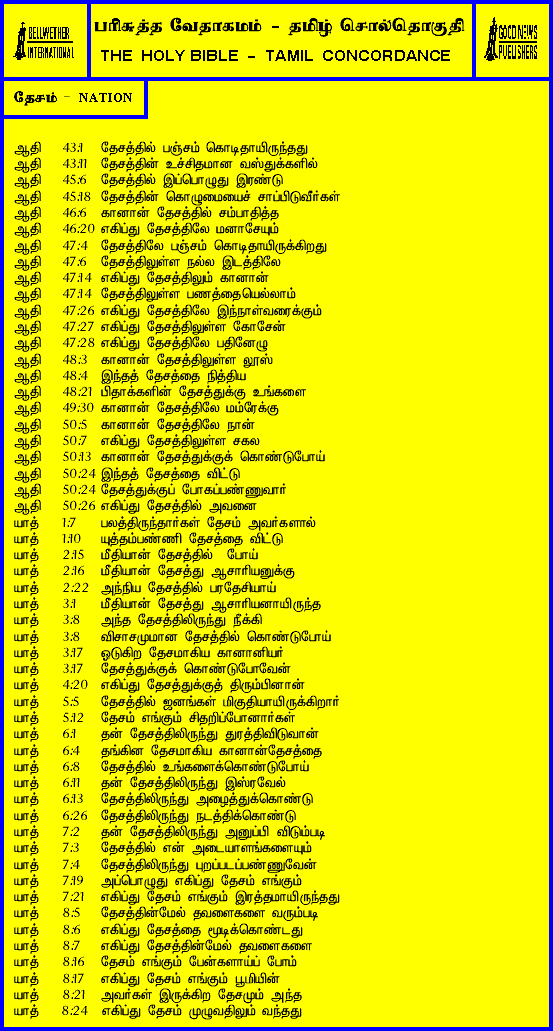 BELLWETHER
INTERNATIONAL
பரிசுத்த வேதாகமம் - தமிழ் சொல்தொகுதி
THE HOLY BIBLE - TAMIL CONCORDANCE
GOOD NEWS
PUBLISHERS
தேசம் - NATION
ஆதி 43:1 தேசத்தில் பஞ்சம் கொடிதாயிருந்தது
ஆதி 43:11 தேசத்தின் உச்சிதமான வஸ்துக்களில்
ஆதி 45:6 தேசத்தில் இப்பொழுது இரண்டு
ஆதி 45:18 தேசத்தின் கொழுமையைச் சாப்பிடுவீர்கள்
ஆதி 46:6 கானான் தேசத்தில் சம்பாதித்த
ஆதி 46:20 எகிப்து தேசத்திலே மனாசேயும்
ஆதி 47:4 தேசத்திலே பஞ்சம் கொடிதாயிருக்கிறது
ஆதி 47:6 தேசத்திலுள்ள நல்ல இடத்திலே
ஆதி 47:14 எகிப்து தேசத்திலும் கானான்
ஆதி 47:14 தேசத்திலுள்ள பணத்தையெல்லாம்
ஆதி 47:26 எகிப்து தேசத்திலே இந்நாள்வரைக்கும்
ஆதி 47:27 எகிப்து தேசத்திலுள்ள கோசேன்
ஆதி 47:28 எகிப்து தேசத்திலே பதினேழு
ஆதி 48:3 கானான் தேசத்திலுள்ள லூஸ்
ஆதி 48:4 இந்தத் தேசத்தை நித்திய
ஆதி 48:21 பிதாக்களின் தேசத்துக்கு உங்களை
ஆதி 49:30 கானான் தேசத்திலே மம்ரேக்கு
ஆதி 50:5 கானான் தேசத்திலே நான்
ஆதி 50:7 எகிப்து தேசத்திலுள்ள சகல
ஆதி 50:13 கானான் தேசத்துக்குக் கொண்டுபோய்
ஆதி 50:24 இந்தத் தேசத்தை விட்டு
ஆதி 50:24 தேசத்துக்குப் போகப்பண்ணுவார்
ஆதி 50:26 எகிப்து தேசத்தில் அவனை
யாத் 1:7 பலத்திருந்தார்கள் தேசம் அவர்களால்
யாத் 1:10 யுத்தம்பண்ணி தேசத்தை விட்டு
யாத் 2:15 மீதியான் தேசத்தில் போய்
யாத் 2:16 மீதியான் தேசத்து ஆசாரியனுக்கு
யாத் 2:22 அந்நிய தேசத்தில் பரதேசியாய்
யாத் 3:1 மீதியான் தேசத்து ஆசாரியனாயிருந்த
யாத் 3:8 அந்த தேசத்திலிருந்து நீக்கி
யாத் 3:8 விசாசமுமான தேசத்தில் கொண்டுபோய்
யாத் 3:17 ஓடுகிற தேசமாகிய கானானியர்
யாத் 3:17 தேசத்துக்குக் கொண்டுபோவேன்
யாத் 4:20 எகிப்து தேசத்துக்குத் திரும்பினான்
யாத் 5:5 தேசத்தில் ஜனங்கள் மிகுதியாயிருக்கிறார்
யாத் 5:12 தேசம் எங்கும் சிதறிப்போனார்கள்
யாத் 6:1 தன் தேசத்திலிருந்து துரத்திவிடுவான்
யாத் 6:4 தங்கின தேசமாகிய கானான்தேசத்தை
யாத் 6:8 தேசத்தில் உங்களைக்கொண்டுபோய்
யாத் 6:11 தன் தேசத்திலிருந்து இஸ்ரவேல்
யாத் 6:13 தேசத்திலிருந்து அழைத்துக்கொண்டு
யாத் 6:26 தேசத்திலிருந்து நடத்திக்கொண்டு
யாத் 7:2 தன் தேசத்திலிருந்து அனுப்பி விடும்படி
யாத் 7:3 தேசத்தில் என் அடையாளங்களையும்
யாத் 7:4 தேசத்திலிருந்து புறப்படப்பண்ணுவேன்
யாத் 7:19 அப்பொழுது எகிப்து தேசம் எங்கும்
யாத் 7:21 எகிப்து தேசம் எங்கும் இரத்தமாயிருந்தது
யாத் 8:5 தேசத்தின்மேல் தவளைகளை வரும்படி
யாத் 8:6 எகிப்து தேசத்தை மூடிக்கொண்டது
யாத் 8:7 எகிப்து தேசத்தின்மேல் தவளைகளை
யாத் 8:16 தேசம் எங்கும் பேன்களாய்ப் போம்
யாத் 8:17 எகிப்து தேசம் எங்கும் பூமியின்
யாத் 8:21 அவர்கள் இருக்கிற தேசமும் அந்த
யாத் 8:24 எகிப்து தேசம் முழுவதிலும் வந்தது